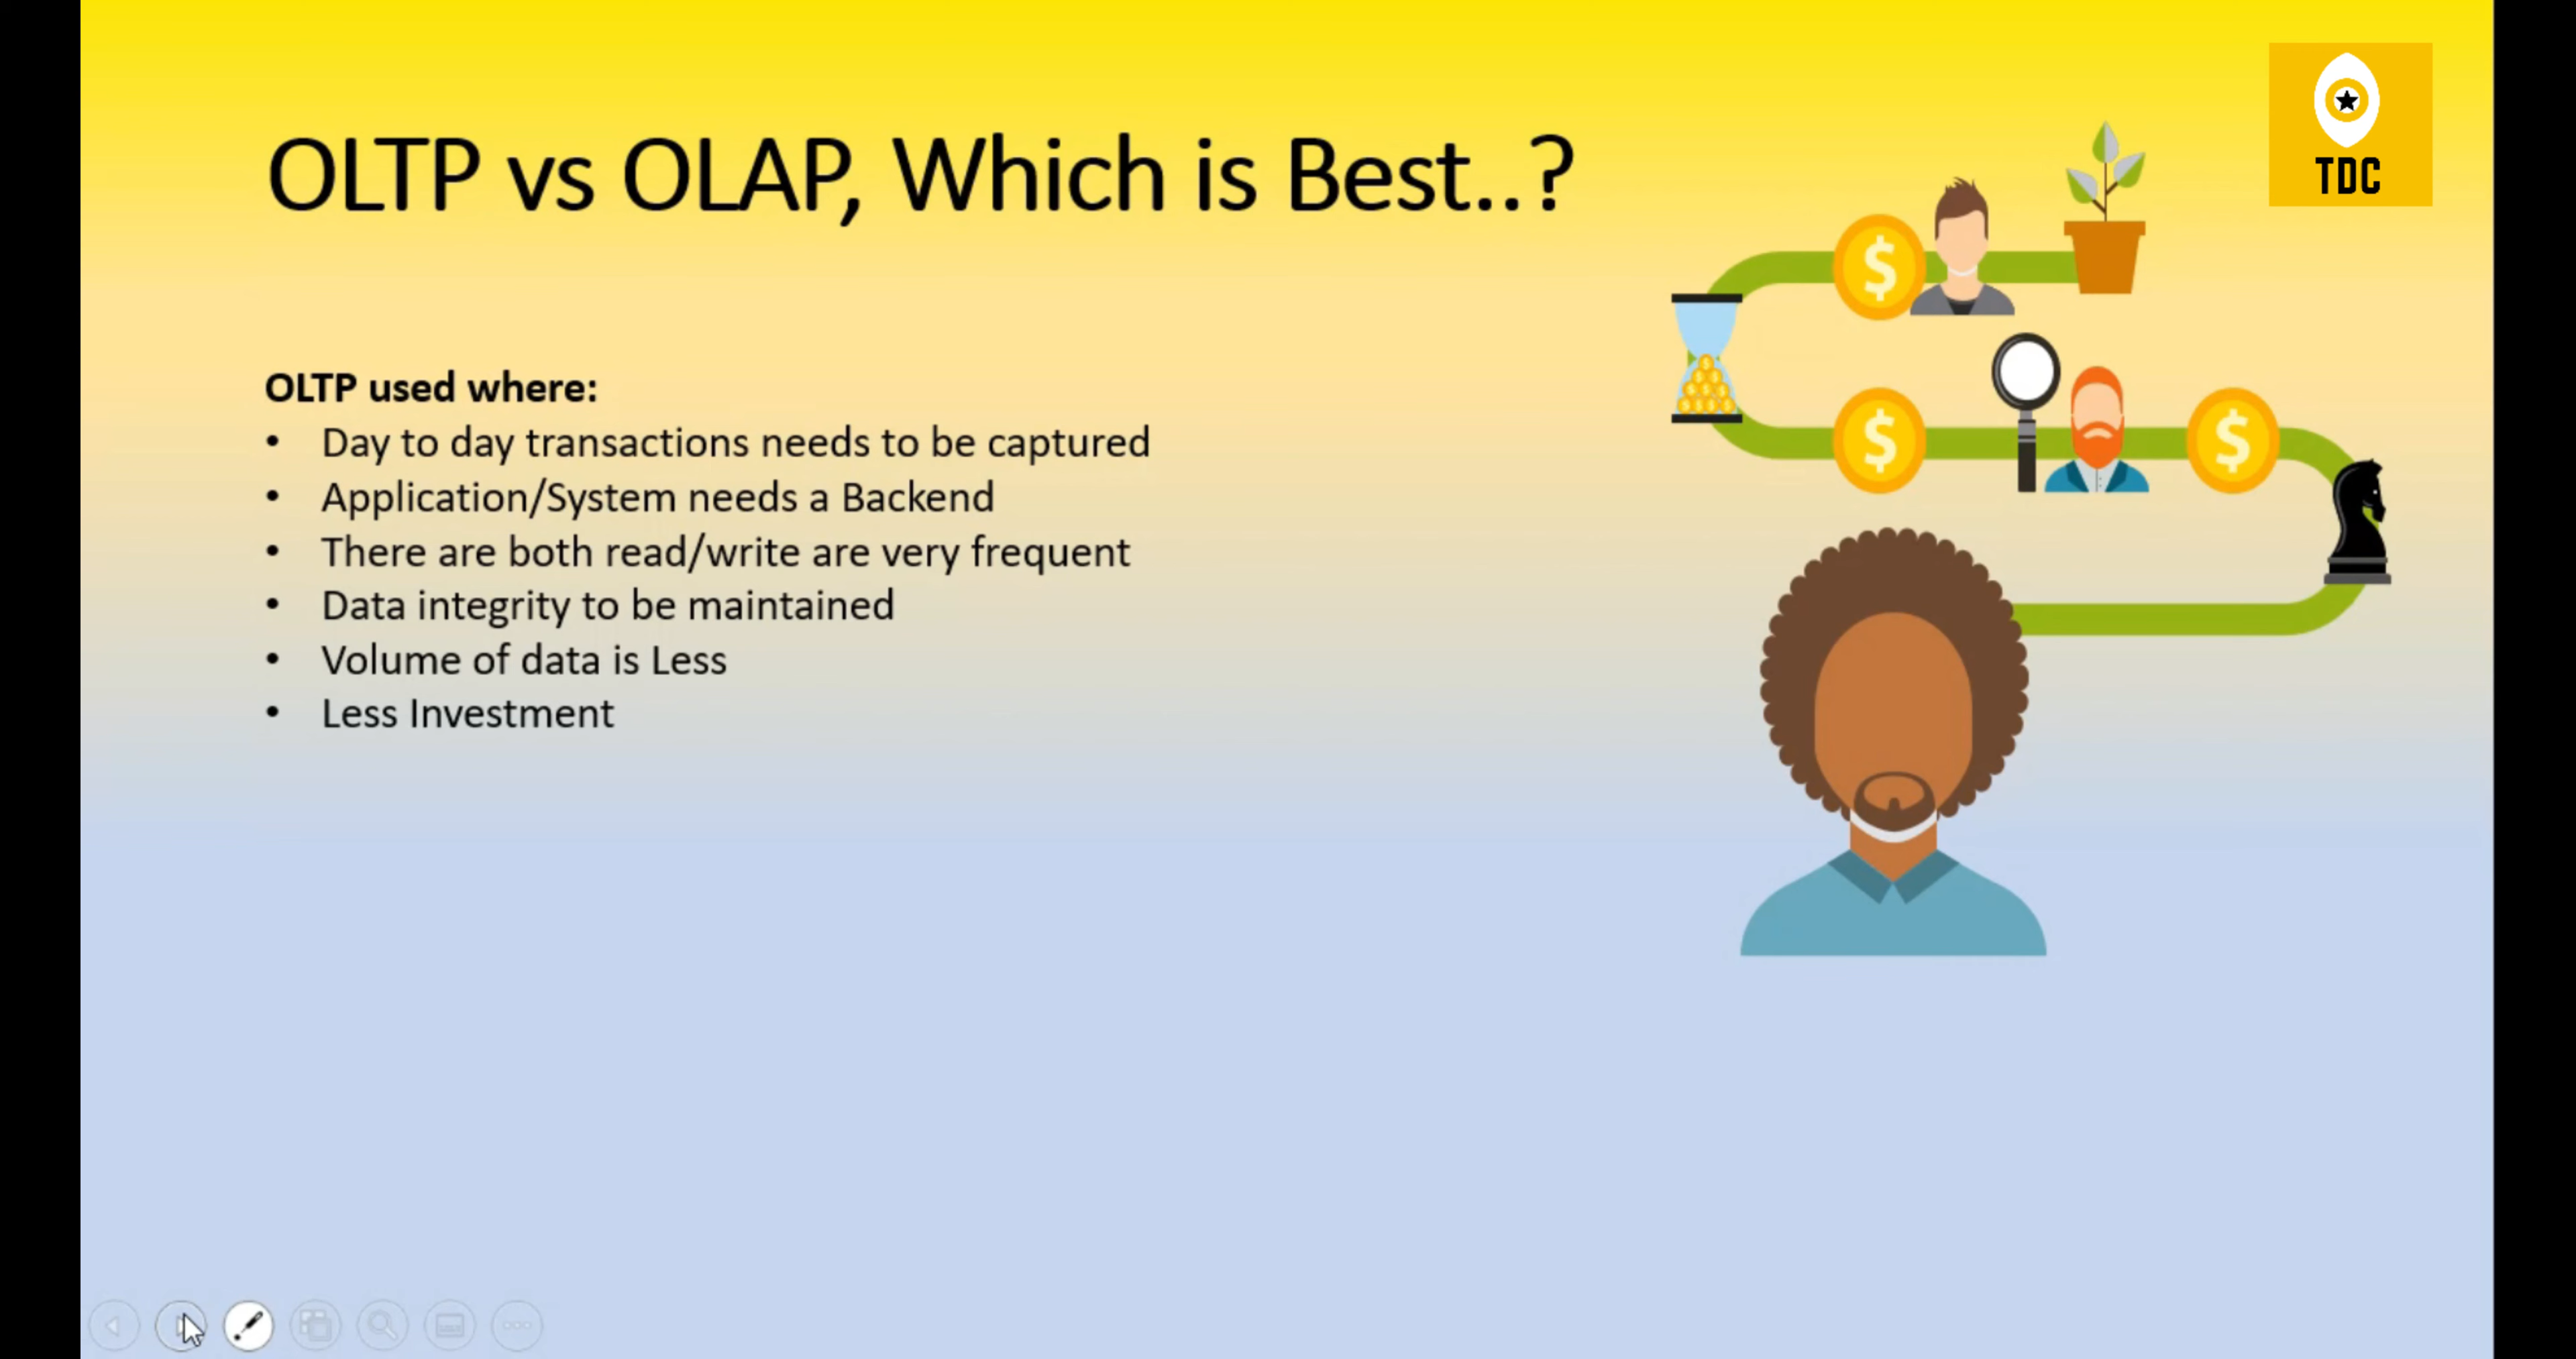 OLTP vs OLAP, Which is Best..?
TDC
OLTP used where:
• Day to day transactions needs to be captured
• Application/System needs a Backend
• There are both read/write are very frequent
• Data integrity to be maintained
• Volume of data is Less
• Less Investment